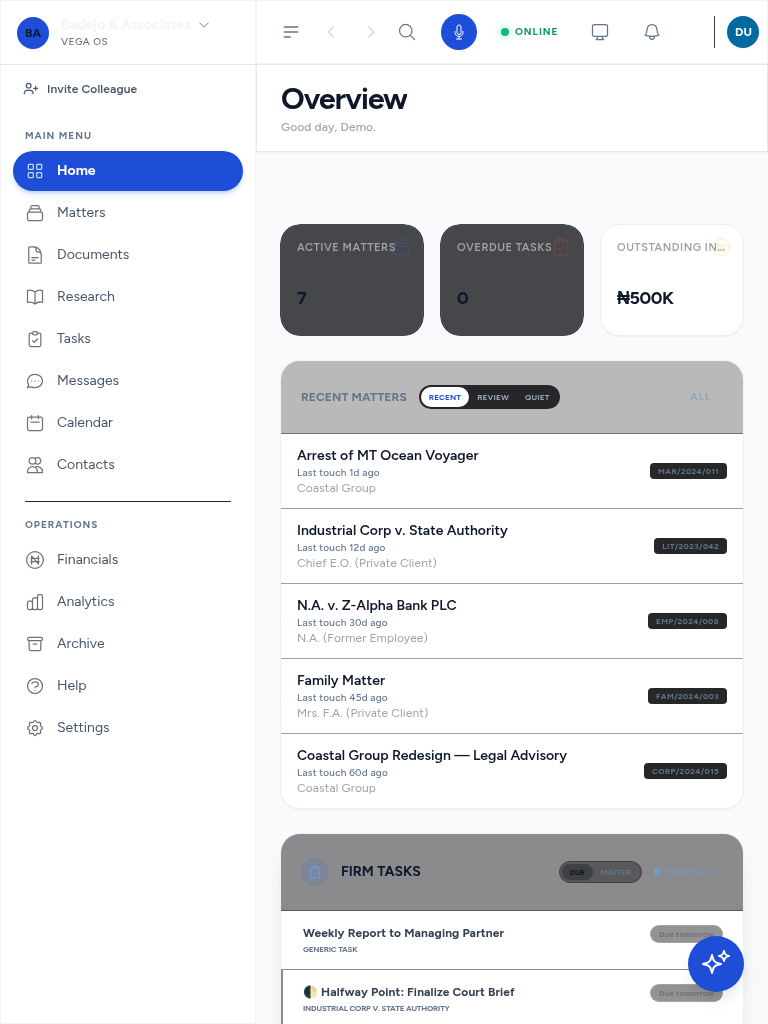 BA
Badejo & Associates
VEGA OS
ONLINE
DU
Invite Colleague
Overview
Good day, Demo.
MAIN MENU
Home
Matters
Documents
Research
Tasks
Messages
Calendar
Contacts
OPERATIONS
Financials
Analytics
Archive
Help
Settings
ACTIVE MATTERS
7
OVERDUE TASKS
0
OUTSTANDING IN...
₦500K
RECENT MATTERS
RECENT
REVIEW
QUIET
ALL
Arrest of MT Ocean Voyager
Last touch 1d ago
Coastal Group
MAR/2024/011
Industrial Corp v. State Authority
Last touch 12d ago
Chief E.O. (Private Client)
LIT/2023/042
N.A. v. Z-Alpha Bank PLC
Last touch 30d ago
N.A. (Former Employee)
EMP/2024/008
Family Matter
Last touch 45d ago
Mrs. F.A. (Private Client)
FAM/2024/003
Coastal Group Redesign — Legal Advisory
Last touch 60d ago
Coastal Group
CORP/2024/015
FIRM TASKS
DUE
MATTER
6 VIEW ALL
Weekly Report to Managing Partner
GENERIC TASK
Due tomorrow
🌓 Halfway Point: Finalize Court Brief
INDUSTRIAL CORP V. STATE AUTHORITY
Due tomorrow